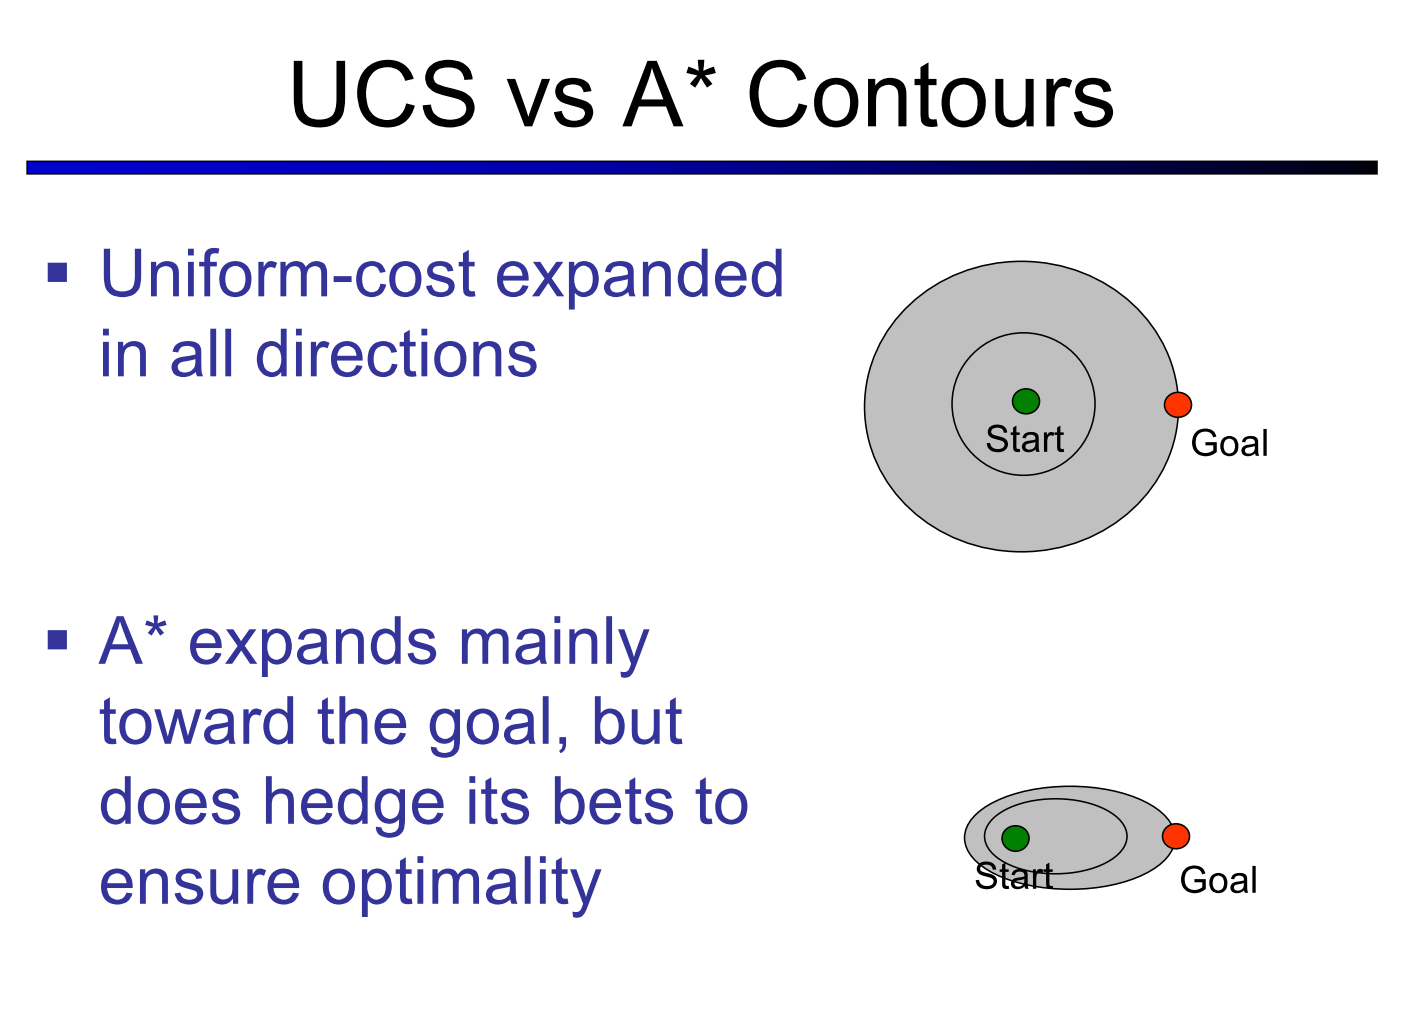 UCS vs A* Contours
▪ Uniform-cost expanded
in all directions
Start
Goal
▪ A* expands mainly
toward the goal, but
does hedge its bets to
ensure optimality
Start
Goal